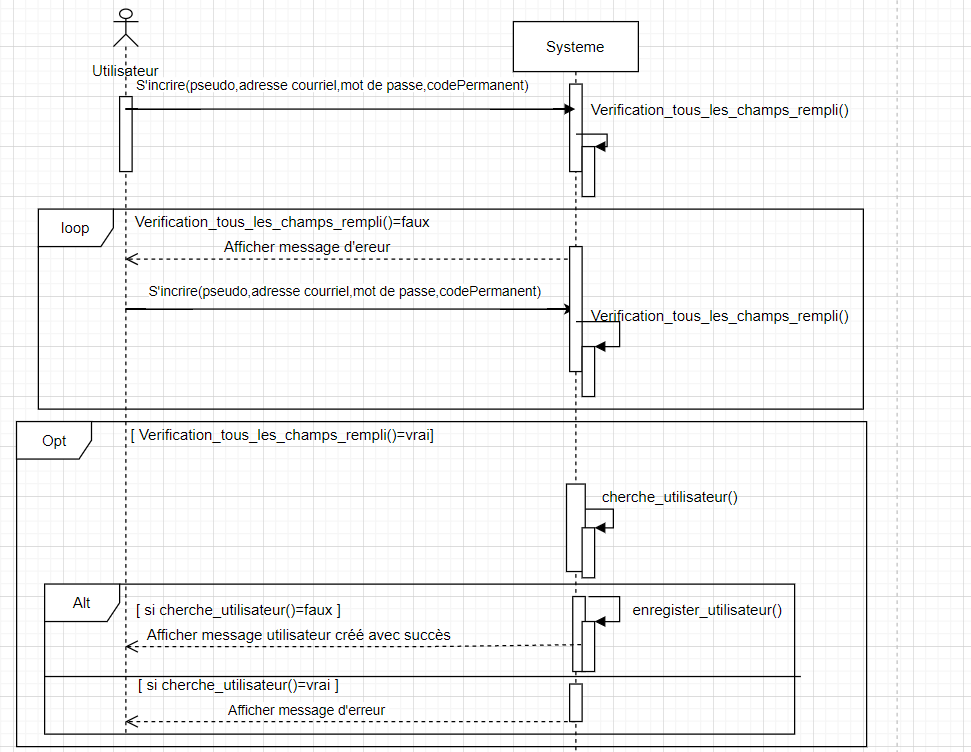 Systeme
Utilisateur
S'incrire(pseudo,adresse courriel,mot de passe,codePermanent)
Verification_tous_les_champs_rempli()
loop
Verification_tous_les_champs_rempli()=faux
Afficher message d'ereur
S'incrire(pseudo,adresse courriel,mot de passe,codePermanent)
Verification_tous_les_champs_rempli()
Opt
[ Verification_tous_les_champs_rempli()=vrai]
cherche_utilisateur()
Alt
[ si cherche_utilisateur()=faux ]
enregister_utilisateur()
Afficher message utilisateur créé avec succès
[ si cherche_utilisateur()=vrai ]
Afficher message d'erreur